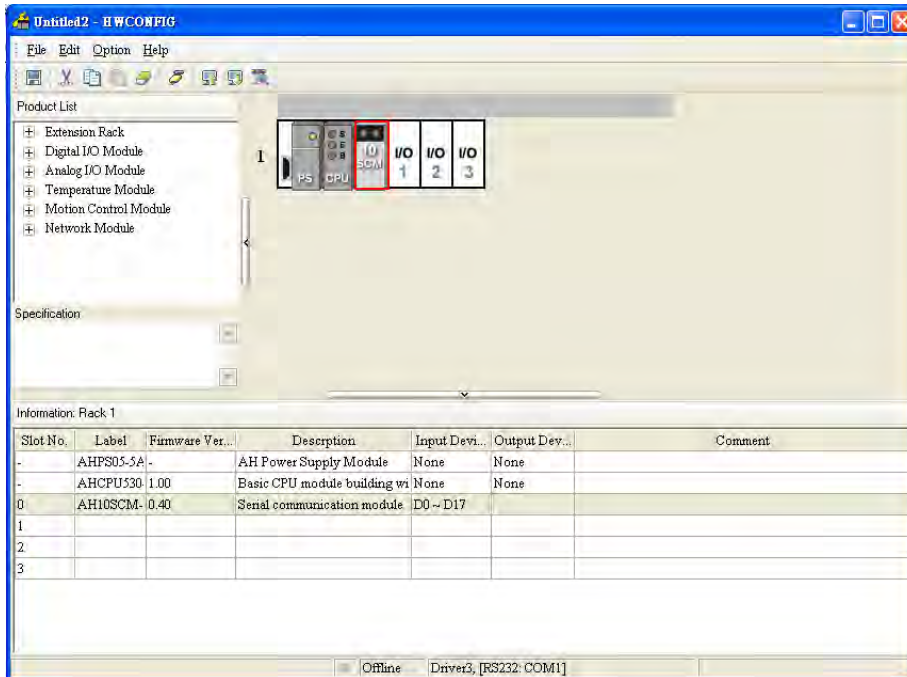 Untitled2 - HWCONFIG
File Edit Option Help
Product List
Extension Rack
Digital I/O Module
Analog I/O Module
Temperature Module
Motion Control Module
Network Module
Specification
1
PS CPU 10 SCM I/O 1 I/O 2 I/O 3
Information: Rack 1
Slot No. Label Firmware Ver... Descrption Input Devi... Output Dev... Comment
- AHPS05-5A - AH Power Supply Module None None
- AHCPU530 1.00 Basic CPU module building wi None None
0 AH10SCM- 0.40 Serial communication module D0 ~ D17
1
2
3
Offline Driver3, [RS232: COM1]